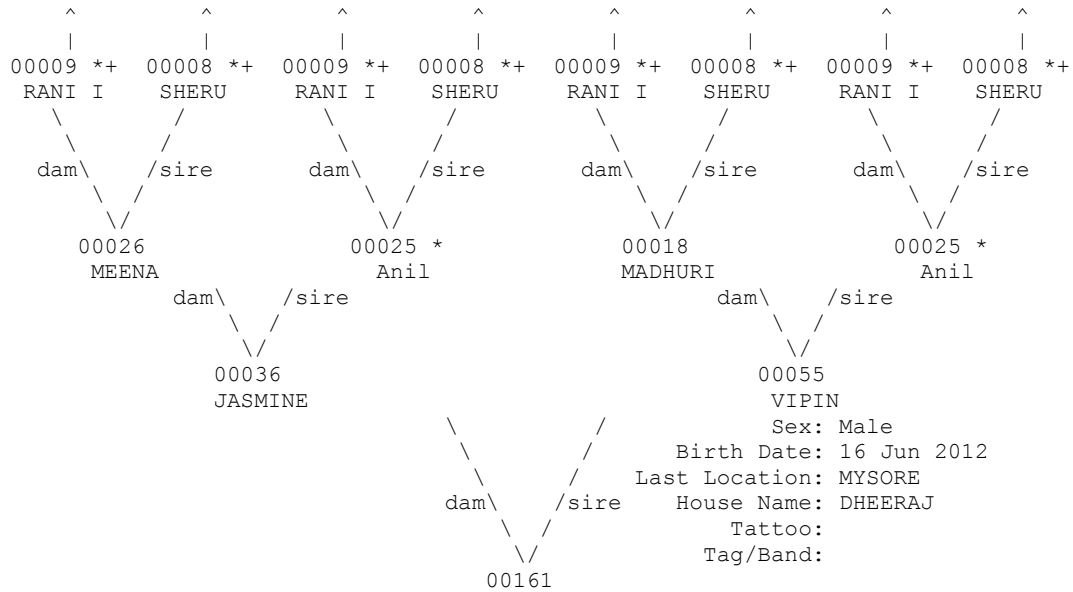 ^ ^ ^ ^ ^ ^ ^ ^
| | | | | | | |
00009 *+ 00008 *+ 00009 *+ 00008 *+ 00009 *+ 00008 *+ 00009 *+ 00008 *+
RANI I SHERU RANI I SHERU RANI I SHERU RANI I SHERU
\ / \ / \ / \ /
\ / \ / \ / \ /
dam\ /sire dam\ /sire dam\ /sire dam\ /sire
\ / \ / \ / \ /
\/ \/ \/ \/
00026 00025 * 00018 00025 *
MEENA Anil MADHURI Anil
dam\ /sire dam\ /sire
\ / \ /
\/ \/
00036 00055
JASMINE VIPIN
\ / Sex: Male
\ / Birth Date: 16 Jun 2012
\ / Last Location: MYSORE
dam\ /sire House Name: DHEERAJ
\ / Tattoo:
\/ Tag/Band:
00161